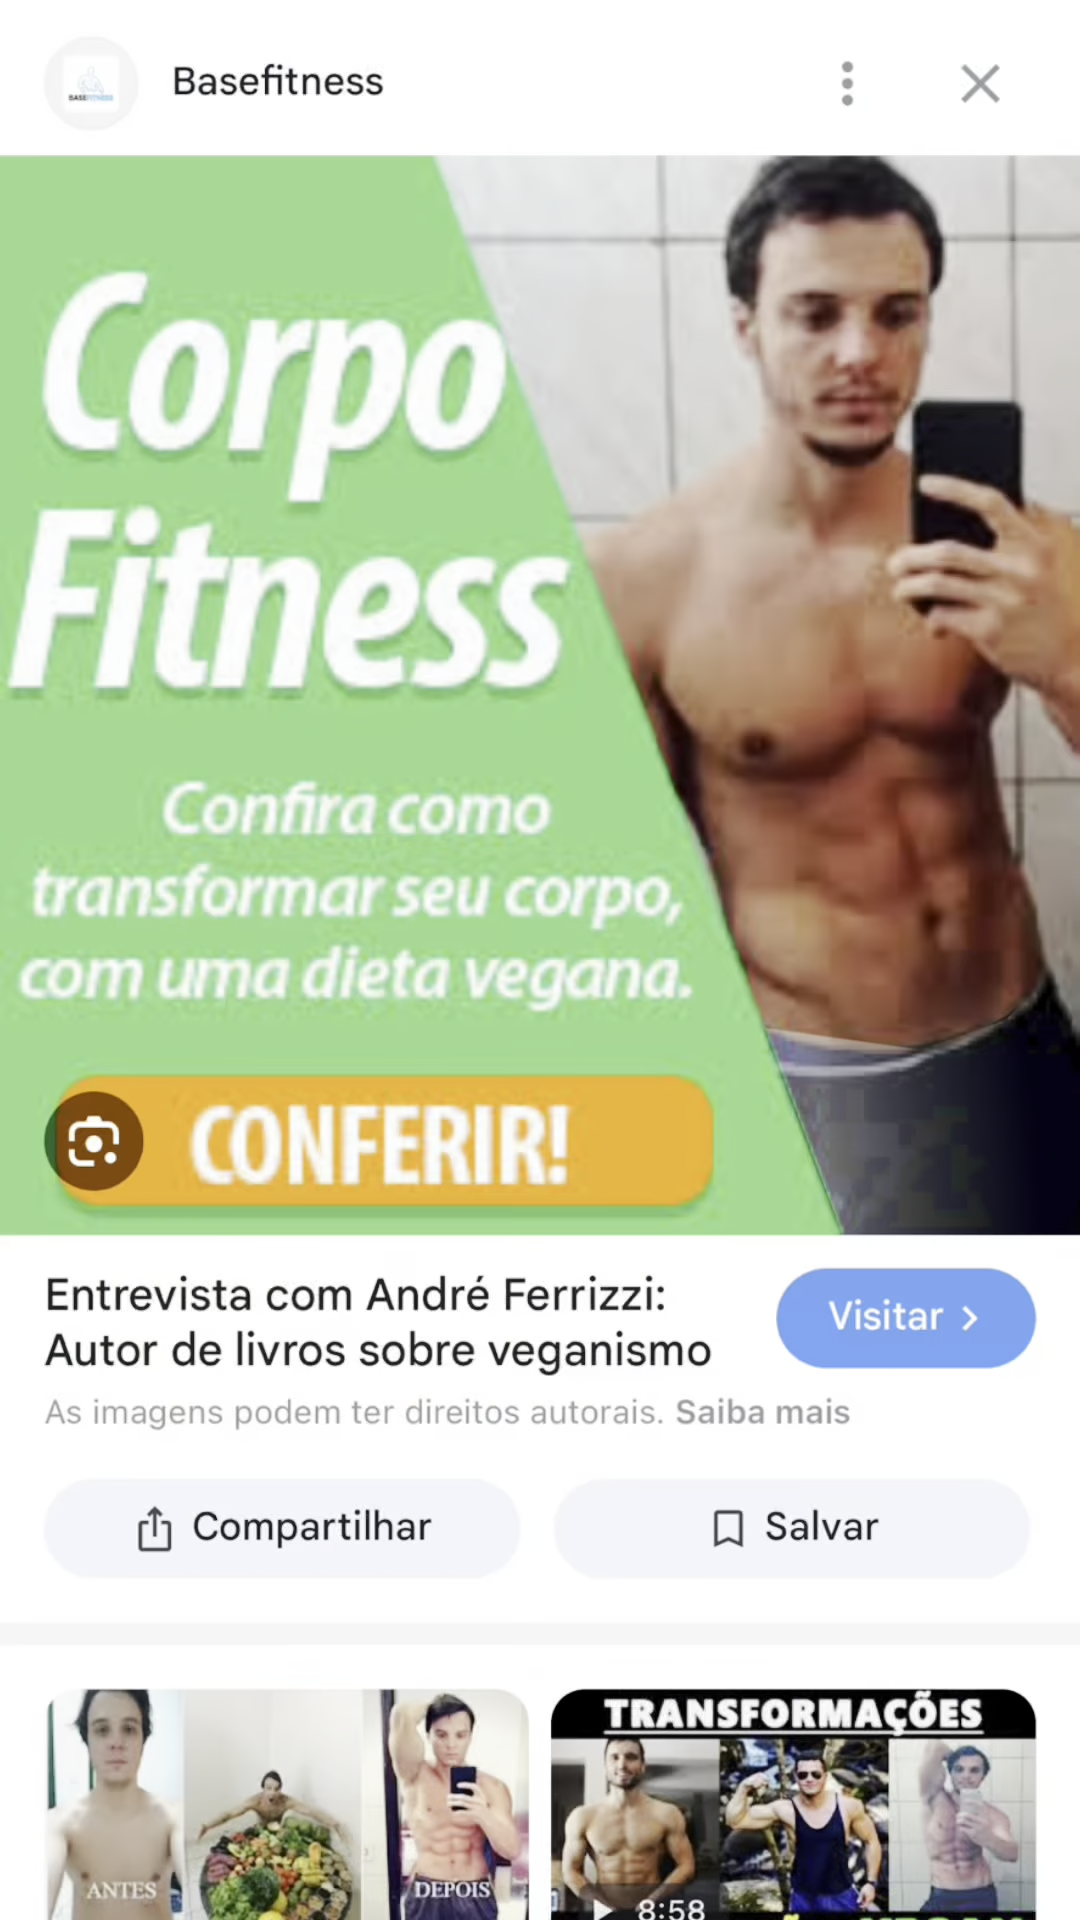 BASEFITNESS
Basefitness
Corpo
Fitness
Confira como
transformar seu corpo,
com uma dieta vegana.
CONFERIR!
Entrevista com André Ferrizzi:
Autor de livros sobre veganismo
Visitar
As imagens podem ter direitos autorais. Saiba mais
Compartilhar
Salvar
ANTES
DEPOIS
TRANSFORMAÇÕES
8:58